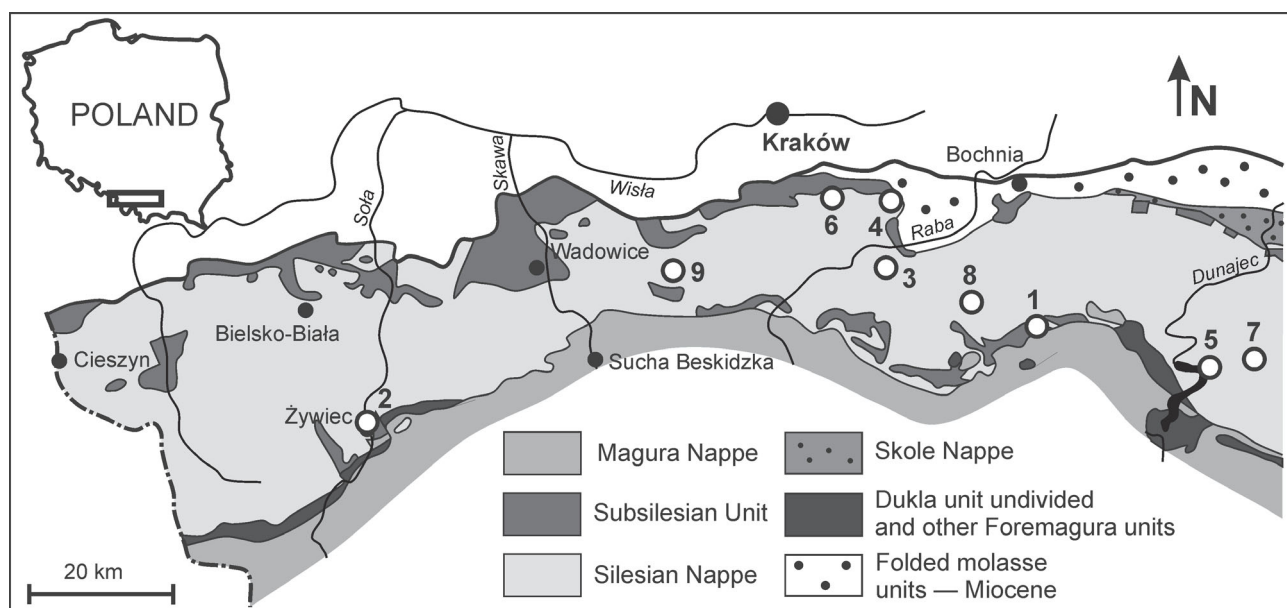 POLAND
N
Kraków
Bochnia
Soła
Skawa
Wisła
6
4
Raba
Wadowice
9
3
Dunajec
8
1
Bielsko-Biała
Cieszyn
Sucha Beskidzka
5
7
2
Żywiec
Magura Nappe
Skole Nappe
Subsilesian Unit
Dukla unit undivided
and other Foremagura units
Silesian Nappe
Folded molasse
units — Miocene
20 km